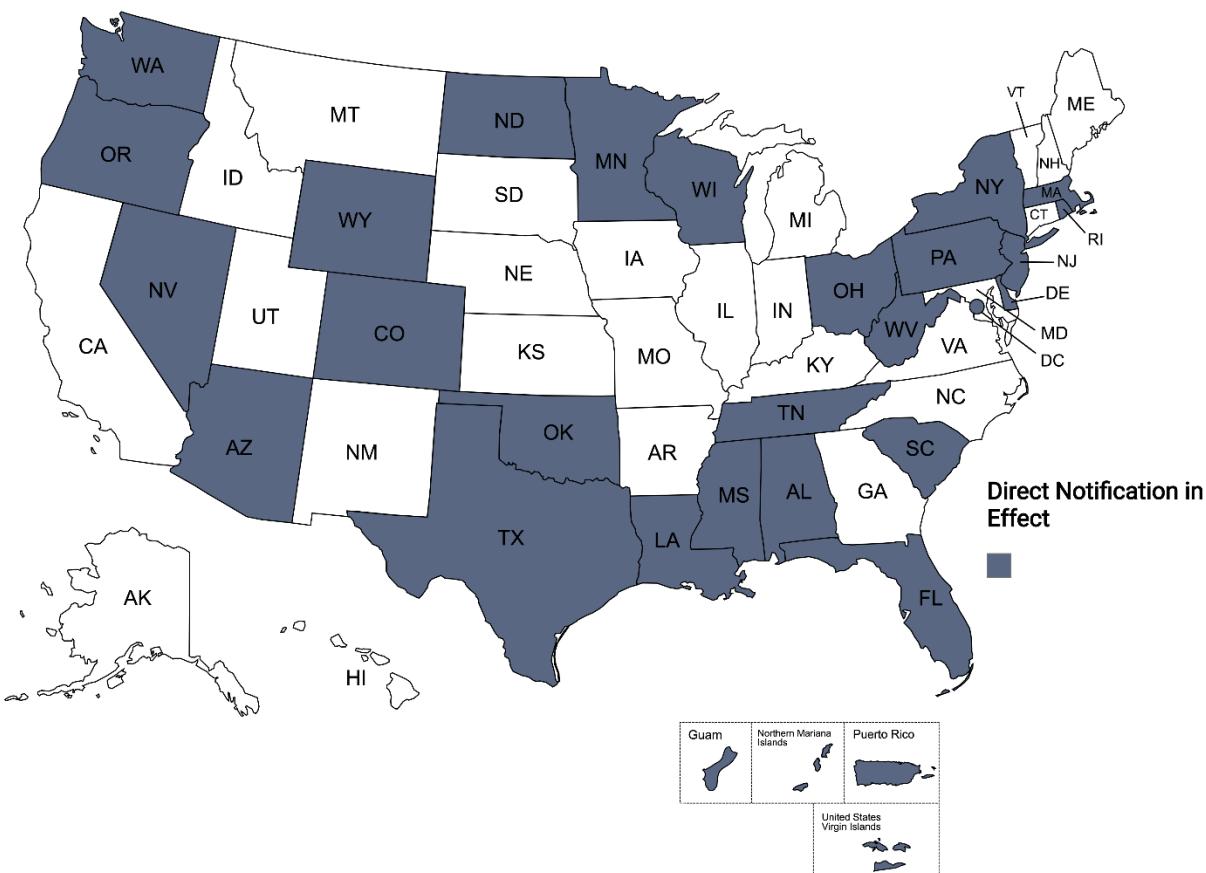 WA
MT
ND
MN
VT
ME
OR
ID
SD
WI
NY
NH
MA
WY
MI
CT
RI
IA
NE
PA
NJ
NV
OH
DE
UT
IL
IN
CO
WV
MD
CA
VA
KS
MO
DC
KY
NC
TN
OK
AZ
NM
AR
SC
MS
AL
GA
Direct Notification in
Effect
TX
LA
AK
FL
HI
Guam
Northern Mariana
Islands
Puerto Rico
United States
Virgin Islands